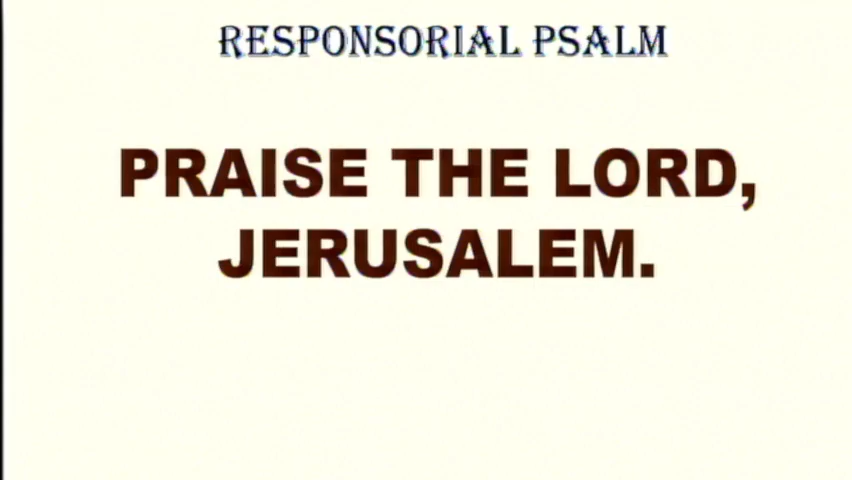 RESPONSORIAL PSALM
PRAISE THE LORD,
JERUSALEM.